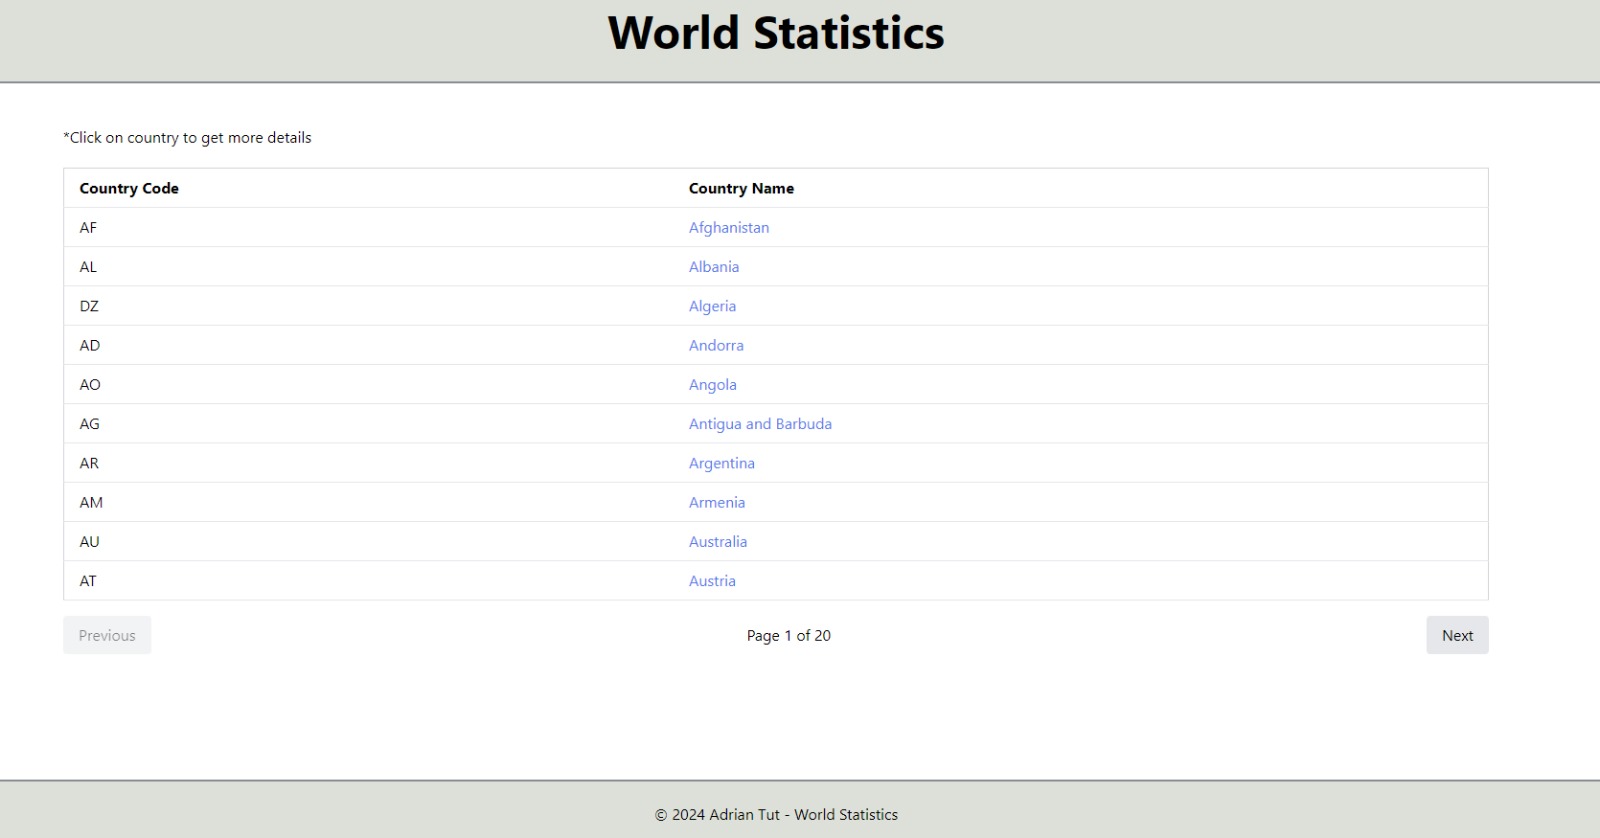 World Statistics
*Click on country to get more details
Country Code Country Name
AF Afghanistan
AL Albania
DZ Algeria
AD Andorra
AO Angola
AG Antigua and Barbuda
AR Argentina
AM Armenia
AU Australia
AT Austria
Previous Page 1 of 20 Next
© 2024 Adrian Tut - World Statistics